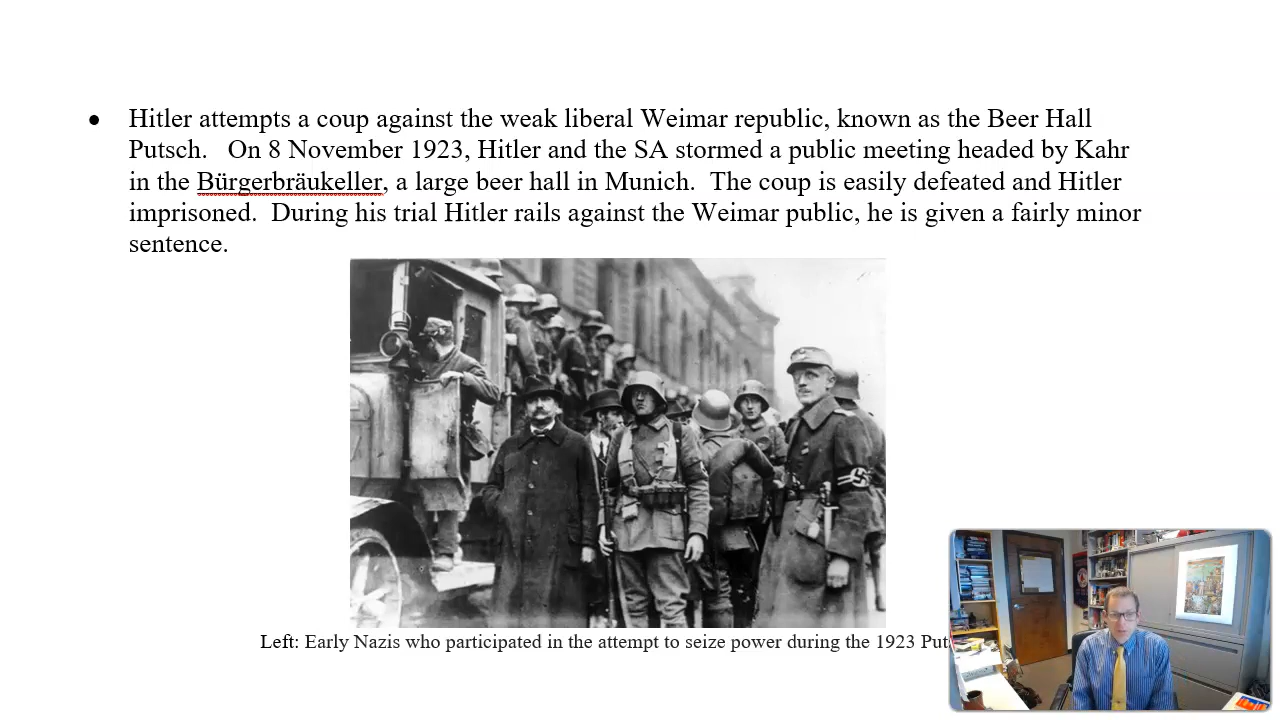 ● Hitler attempts a coup against the weak liberal Weimar republic, known as the Beer Hall
Putsch. On 8 November 1923, Hitler and the SA stormed a public meeting headed by Kahr
in the Bürgerbräukeller, a large beer hall in Munich. The coup is easily defeated and Hitler
imprisoned. During his trial Hitler rails against the Weimar public, he is given a fairly minor
sentence.
Left: Early Nazis who participated in the attempt to seize power during the 1923 Put